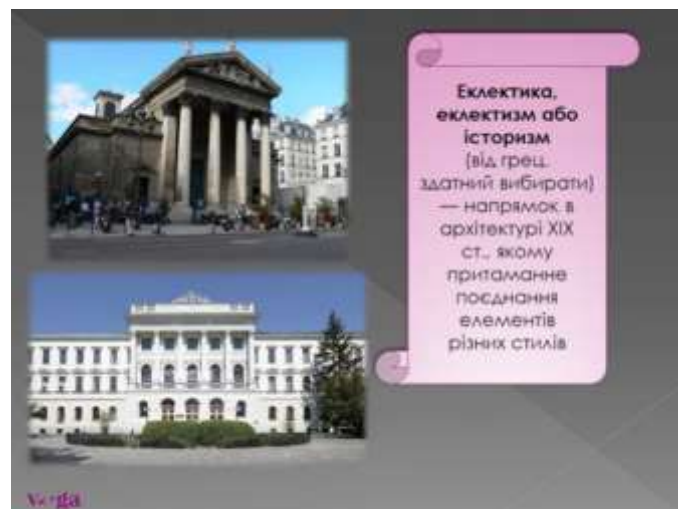 Еклектика,
еклектизм або
історизм
(від грец.
здатний вибирати)
— напрямок в
архітектурі XIX
ст., якому
притаманне
поєднання
елементів
різних стилів